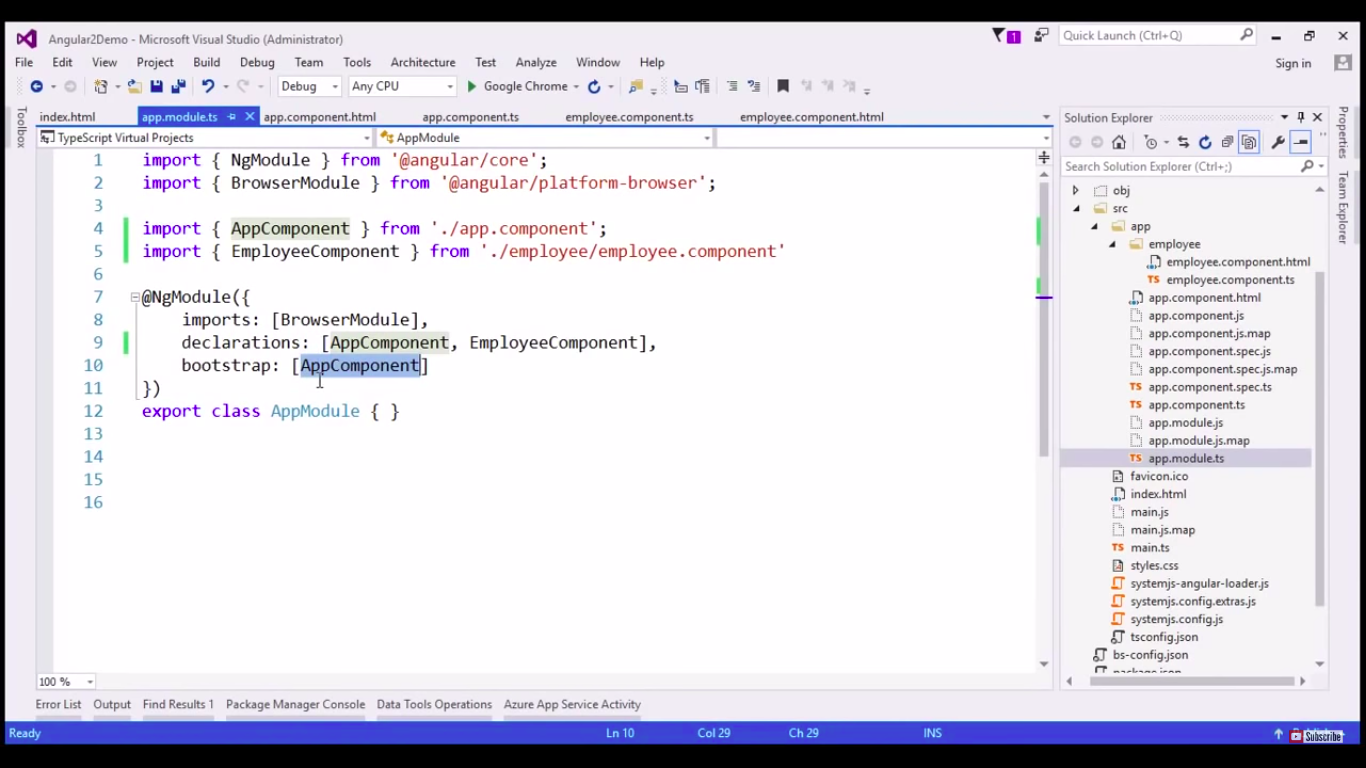 Angular2Demo - Microsoft Visual Studio (Administrator)
1
Quick Launch (Ctrl+Q)
File Edit View Project Build Debug Team Tools Architecture Test Analyze Window Help
Sign in
Debug Any CPU Google Chrome
Toolbox
index.html app.module.ts app.component.html app.component.ts employee.component.ts employee.component.html
TypeScript Virtual Projects AppModule
1 import { NgModule } from '@angular/core';
2 import { BrowserModule } from '@angular/platform-browser';
3
4 import { AppComponent } from './app.component';
5 import { EmployeeComponent } from './employee/employee.component'
6
7 @NgModule({
8 imports: [BrowserModule],
9 declarations: [AppComponent, EmployeeComponent],
10 bootstrap: [AppComponent]
11 })
12 export class AppModule { }
13
14
15
16
100 %
Solution Explorer
Search Solution Explorer (Ctrl+;)
obj
src
app
employee
employee.component.html
TS employee.component.ts
app.component.html
app.component.js
app.component.js.map
app.component.spec.js
app.component.spec.js.map
TS app.component.spec.ts
TS app.component.ts
app.module.js
app.module.js.map
TS app.module.ts
favicon.ico
index.html
main.js
main.js.map
TS main.ts
styles.css
systemjs-angular-loader.js
systemjs.config.extras.js
systemjs.config.js
tsconfig.json
bs-config.json
package.json
Properties
Team Explorer
Error List Output Find Results 1 Package Manager Console Data Tools Operations Azure App Service Activity
Ready Ln 10 Col 29 Ch 29 INS
Subscribe